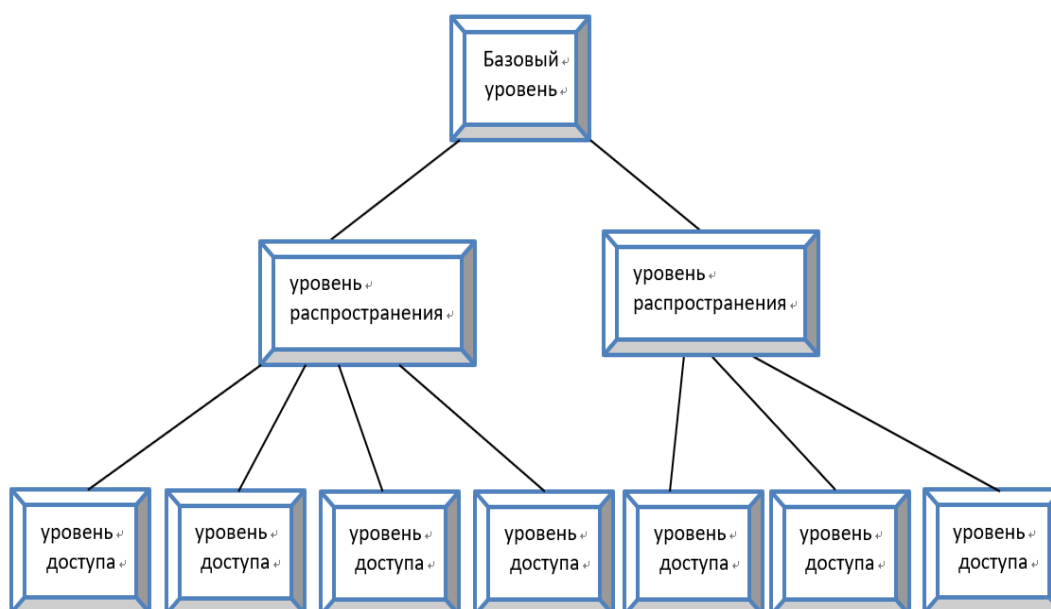 Базовый
уровень
уровень
распространения
уровень
распространения
уровень
доступа
уровень
доступа
уровень
доступа
уровень
доступа
уровень
доступа
уровень
доступа
уровень
доступа